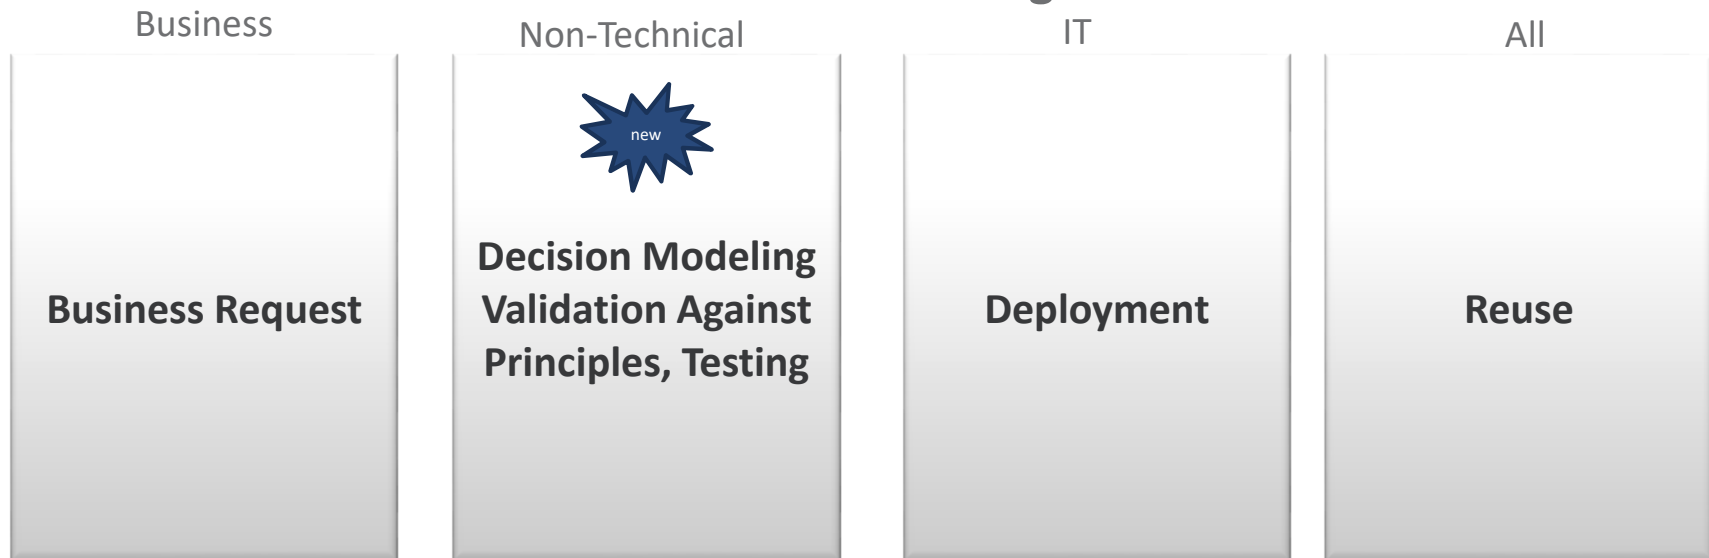 Business
Non-Technical
IT
All
new
Business Request
Decision Modeling
Validation Against
Principles, Testing
Deployment
Reuse